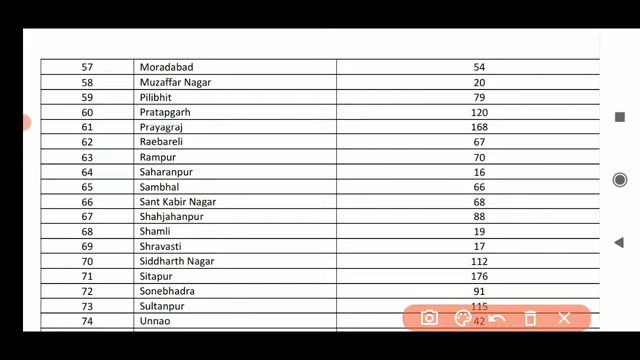 57 Moradabad 54
58 Muzaffar Nagar 20
59 Pilibhit 79
60 Pratapgarh 120
61 Prayagraj 168
62 Raebareli 67
63 Rampur 70
64 Saharanpur 16
65 Sambhal 66
66 Sant Kabir Nagar 68
67 Shahjahanpur 88
68 Shamli 19
69 Shravasti 17
70 Siddharth Nagar 112
71 Sitapur 176
72 Sonebhadra 91
73 Sultanpur 115
74 Unnao 42